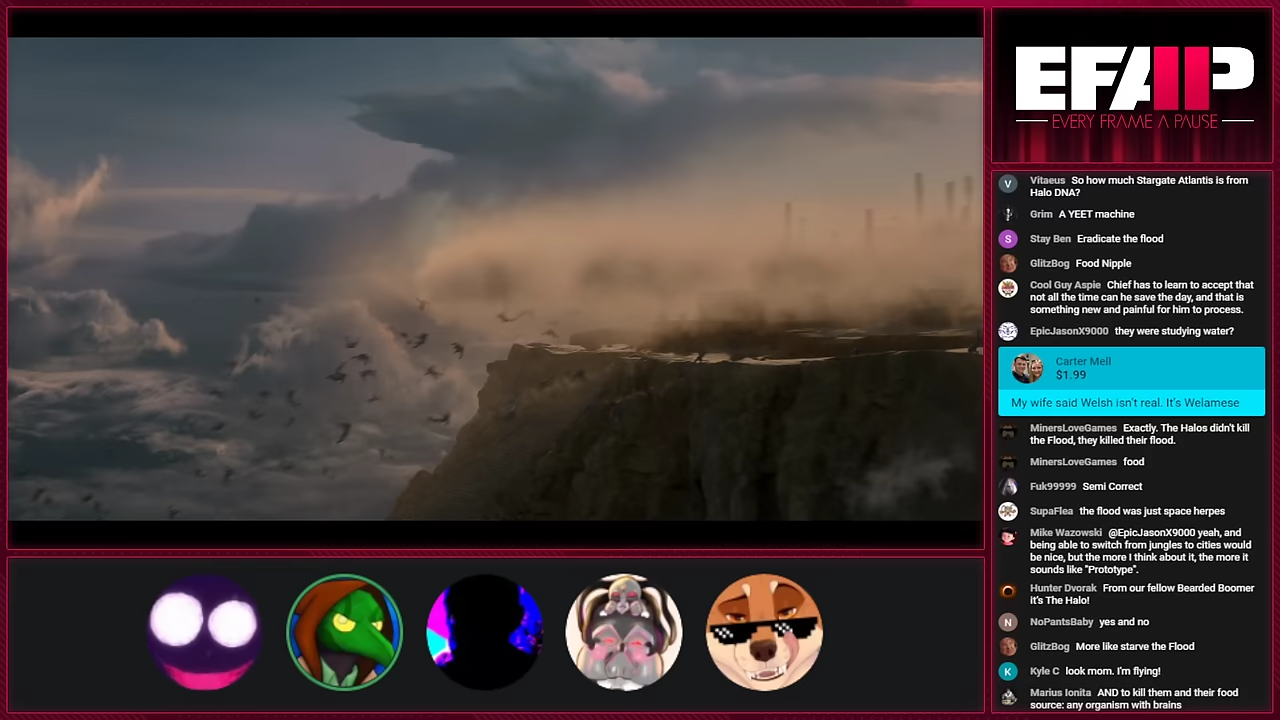 EFAP
EVERY FRAME A PAUSE
Vitaeus So how much Stargate Atlantis is from
Halo DNA?
Grim A YEET machine
S
Stay Ben Eradicate the flood
GlitzBog Food Nipple
Cool Guy Aspie Chief has to learn to accept that
not all the time can he save the day, and that is
something new and painful for him to process.
EpicJasonX9000 they were studying water?
Carter Mell
$1.99
My wife said Welsh isn't real. It's Welamese
MinersLoveGames Exactly. The Halos didn't kill
the Flood, they killed their flood.
MinersLoveGames food
Fuk99999 Semi Correct
SupaFlea the flood was just space herpes
Mike Wazowski @EpicJasonX9000 yeah, and
being able to switch from jungles to cities would
be nice, but the more I think about it, the more it
sounds like "Prototype".
Hunter Dvorak From our fellow Bearded Boomer
it's The Halo!
N
NoPantsBaby yes and no
GlitzBog More like starve the Flood
K
Kyle C look mom. I'm flying!
Marius Ionita AND to kill them and their food
source: any organism with brains
V